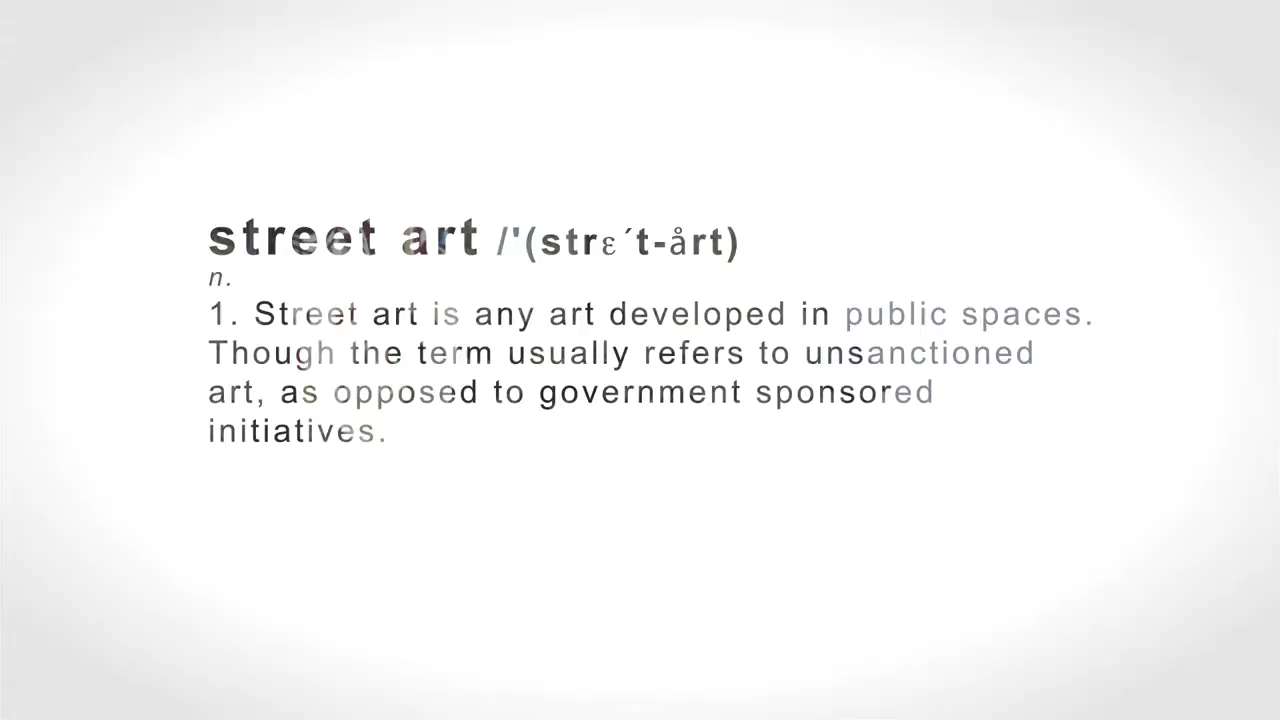 street art /'(strε´t-årt)
n.
1. Street art is any art developed in public spaces.
Though the term usually refers to unsanctioned
art, as opposed to government sponsored
initiatives.